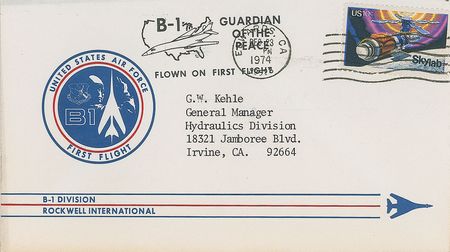 B-1 GUARDIAN
OF THE
PEACE
FLOWN ON FIRST FLIGHT
CA
1974
US 10c
Skylab
UNITED STATES AIR FORCE
B1
FIRST FLIGHT
G.W. Kehle
General Manager
Hydraulics Division
18321 Jamboree Blvd.
Irvine, CA. 92664
B-1 DIVISION
ROCKWELL INTERNATIONAL